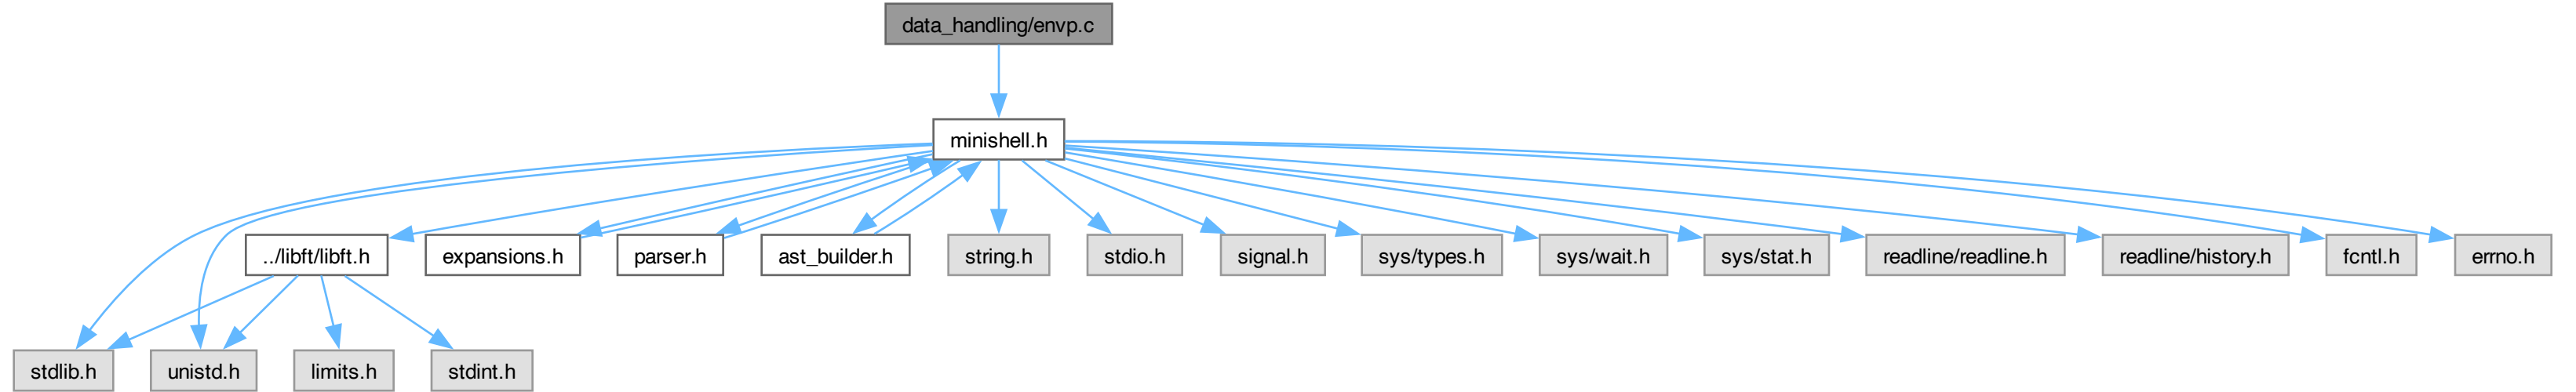 data_handling/envp.c
minishell.h
../libft/libft.h
expansions.h
parser.h
ast_builder.h
string.h
stdio.h
signal.h
sys/types.h
sys/wait.h
sys/stat.h
readline/readline.h
readline/history.h
fcntl.h
errno.h
stdlib.h
unistd.h
limits.h
stdint.h